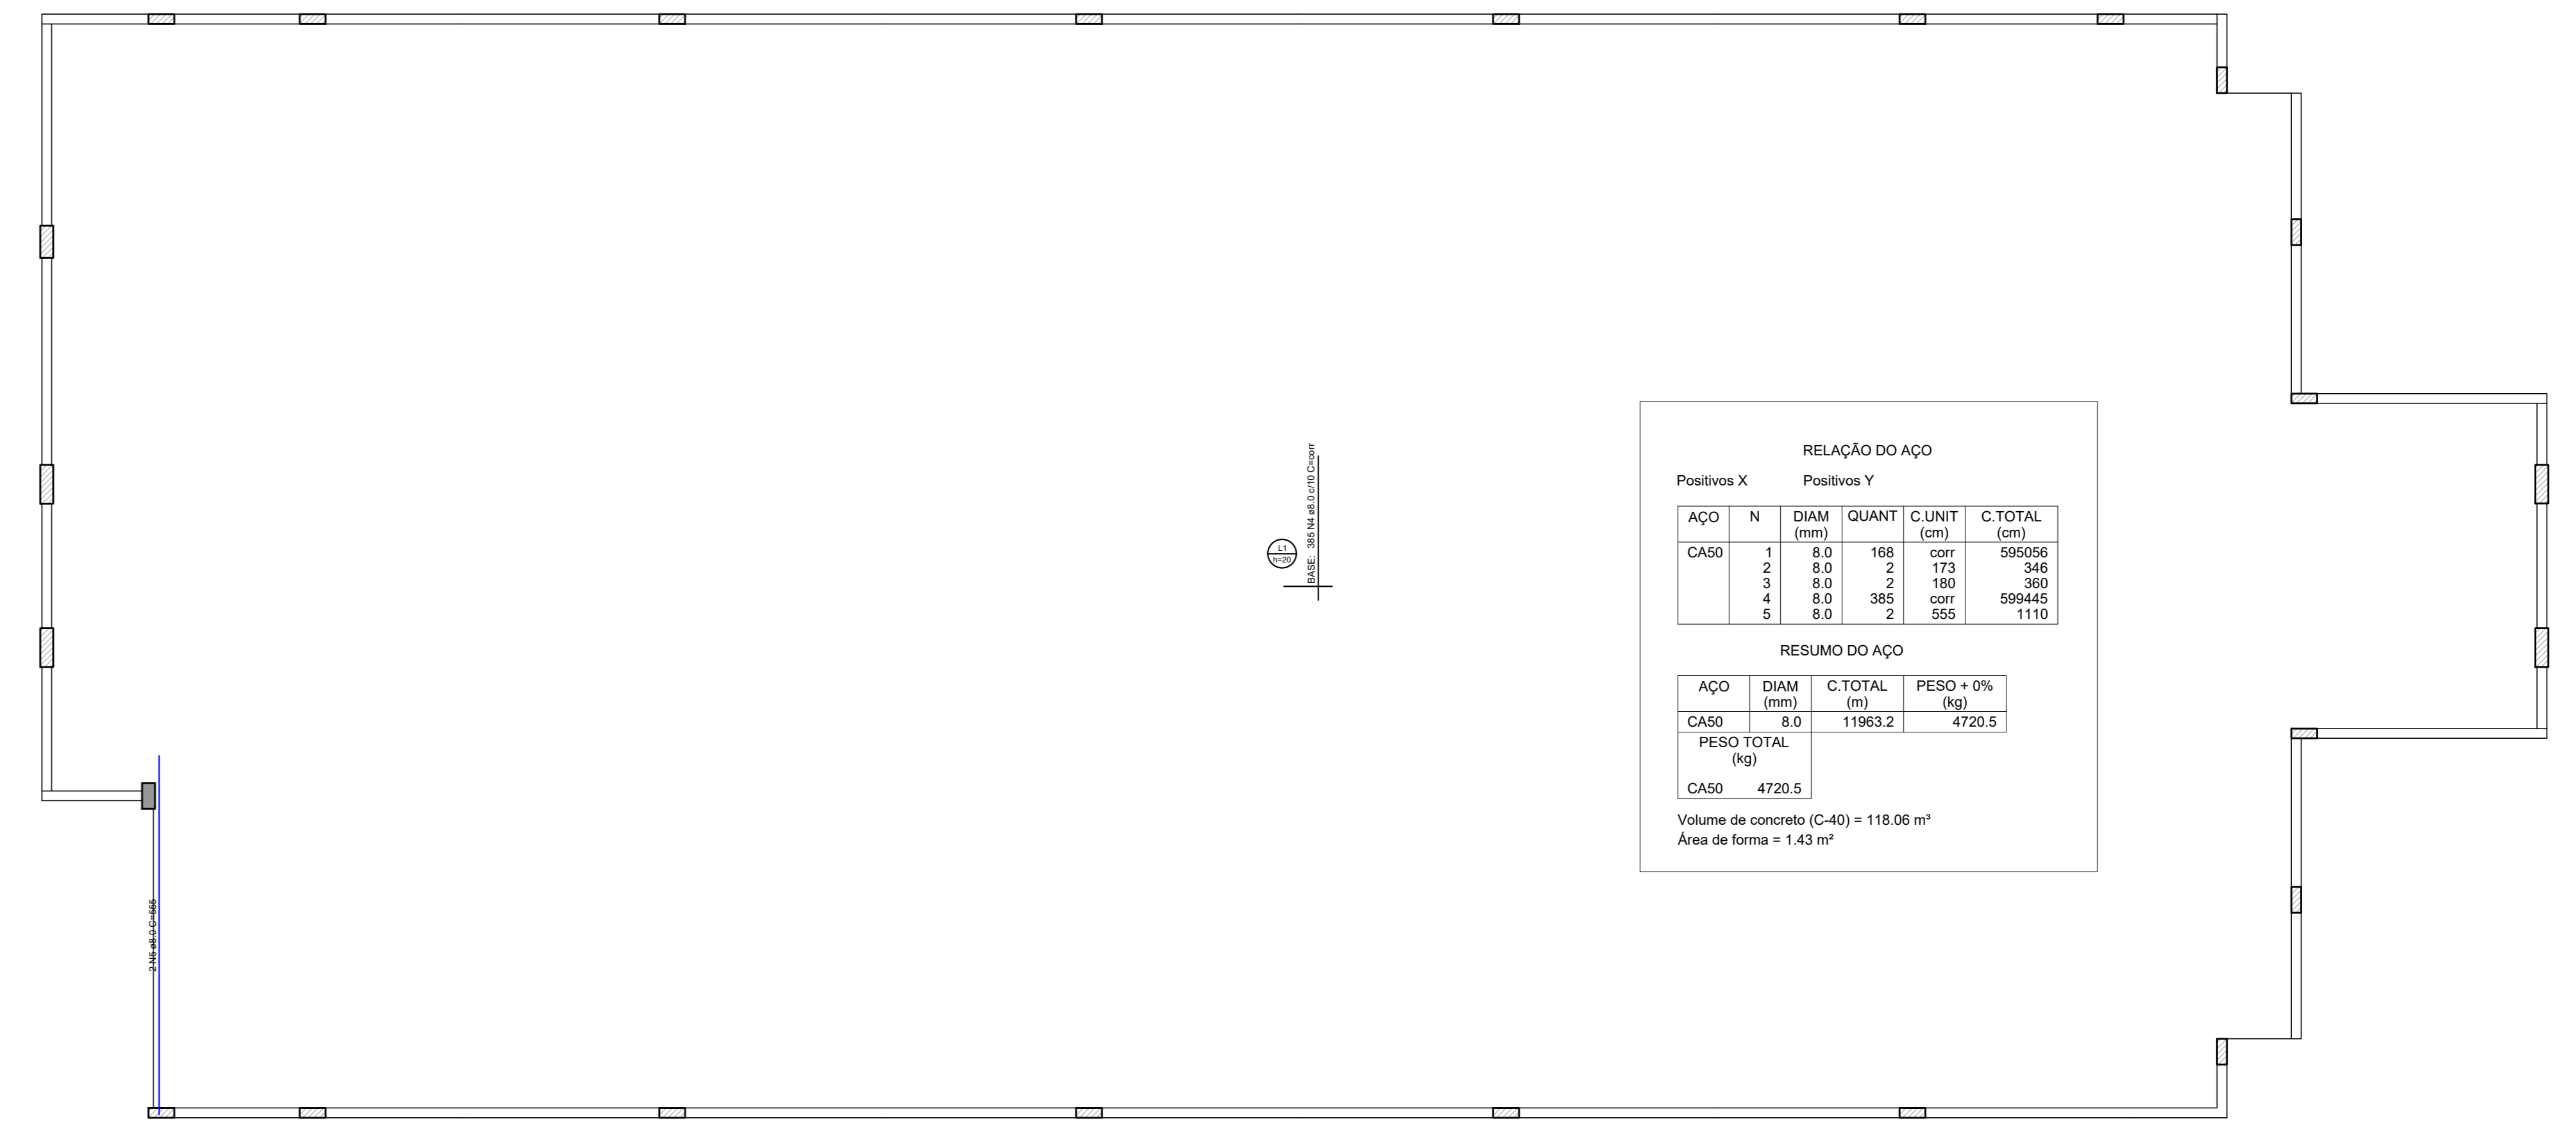 BASE: 385 N4 ø8.0 c/10 C=corr
L1
h=20
2 N5 ø8.0 C=555
RELAÇÃO DO AÇO
Positivos X Positivos Y
AÇO N DIAM (mm) QUANT C.UNIT (cm) C.TOTAL (cm)
CA50 1 8.0 168 corr 595056
2 8.0 2 173 346
3 8.0 2 180 360
4 8.0 385 corr 599445
5 8.0 2 555 1110
RESUMO DO AÇO
AÇO DIAM (mm) C.TOTAL (m) PESO + 0% (kg)
CA50 8.0 11963.2 4720.5
PESO TOTAL
(kg)
CA50 4720.5
Volume de concreto (C-40) = 118.06 m³
Área de forma = 1.43 m²